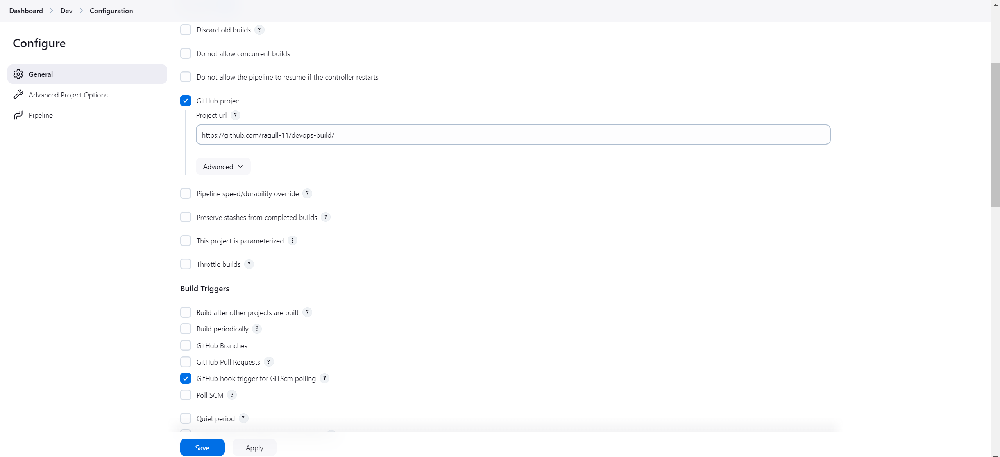 Dashboard > Dev > Configuration
Configure
General
Advanced Project Options
Pipeline
Discard old builds ?
Do not allow concurrent builds
Do not allow the pipeline to resume if the controller restarts
GitHub project
Project url ?
https://github.com/ragull-11/devops-build/
Advanced
Pipeline speed/durability override ?
Preserve stashes from completed builds ?
This project is parameterized ?
Throttle builds ?
Build Triggers
Build after other projects are built ?
Build periodically ?
GitHub Branches
GitHub Pull Requests ?
GitHub hook trigger for GITScm polling ?
Poll SCM ?
Quiet period ?
Save
Apply